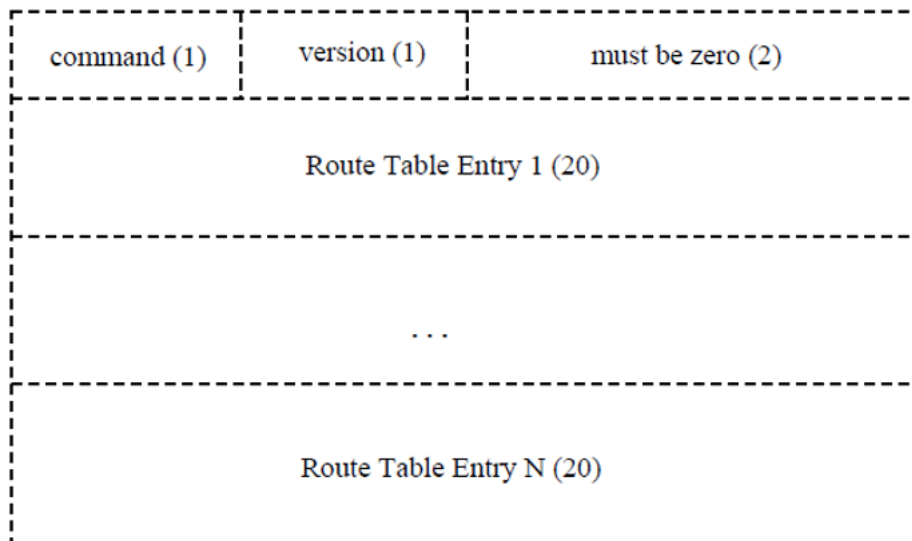 command (1) version (1) must be zero (2)
Route Table Entry 1 (20)
...
Route Table Entry N (20)